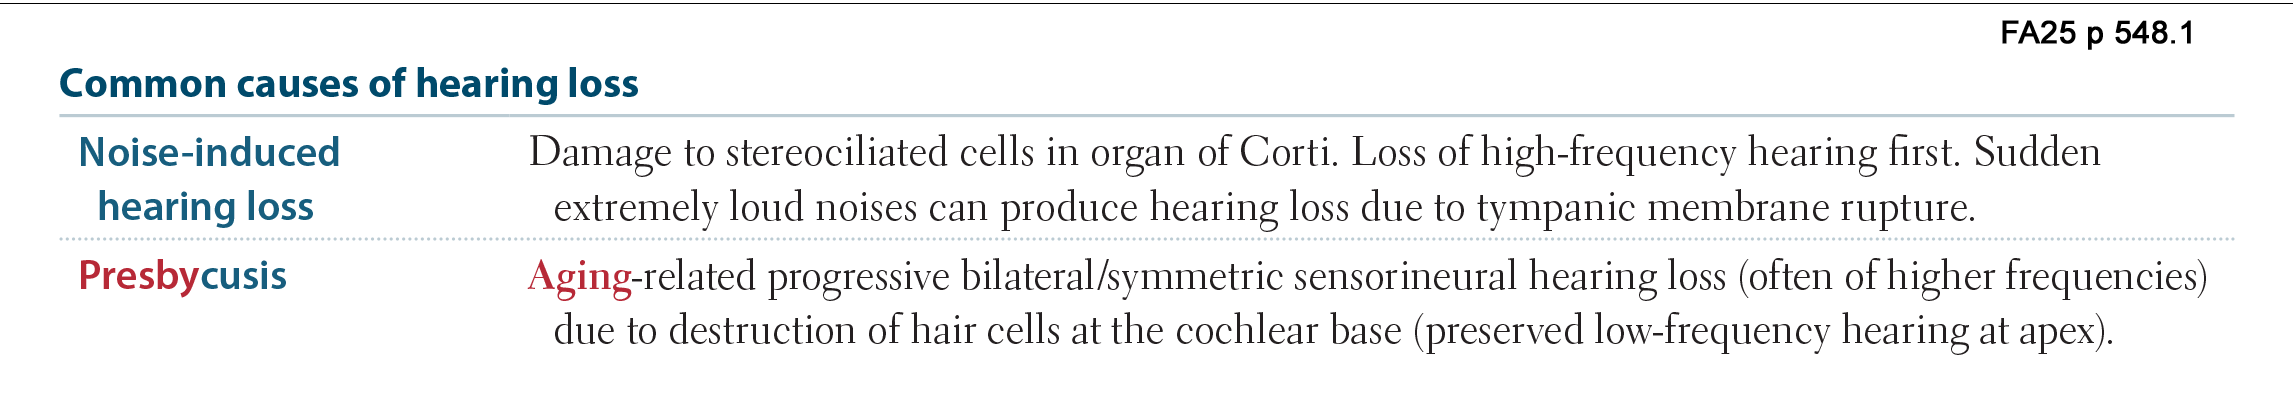 FA25 p 548.1
Common causes of hearing loss
Noise-induced
hearing loss
Damage to stereociliated cells in organ of Corti. Loss of high-frequency hearing first. Sudden
extremely loud noises can produce hearing loss due to tympanic membrane rupture.
Presbycusis
Aging-related progressive bilateral/symmetric sensorineural hearing loss (often of higher frequencies)
due to destruction of hair cells at the cochlear base (preserved low-frequency hearing at apex).